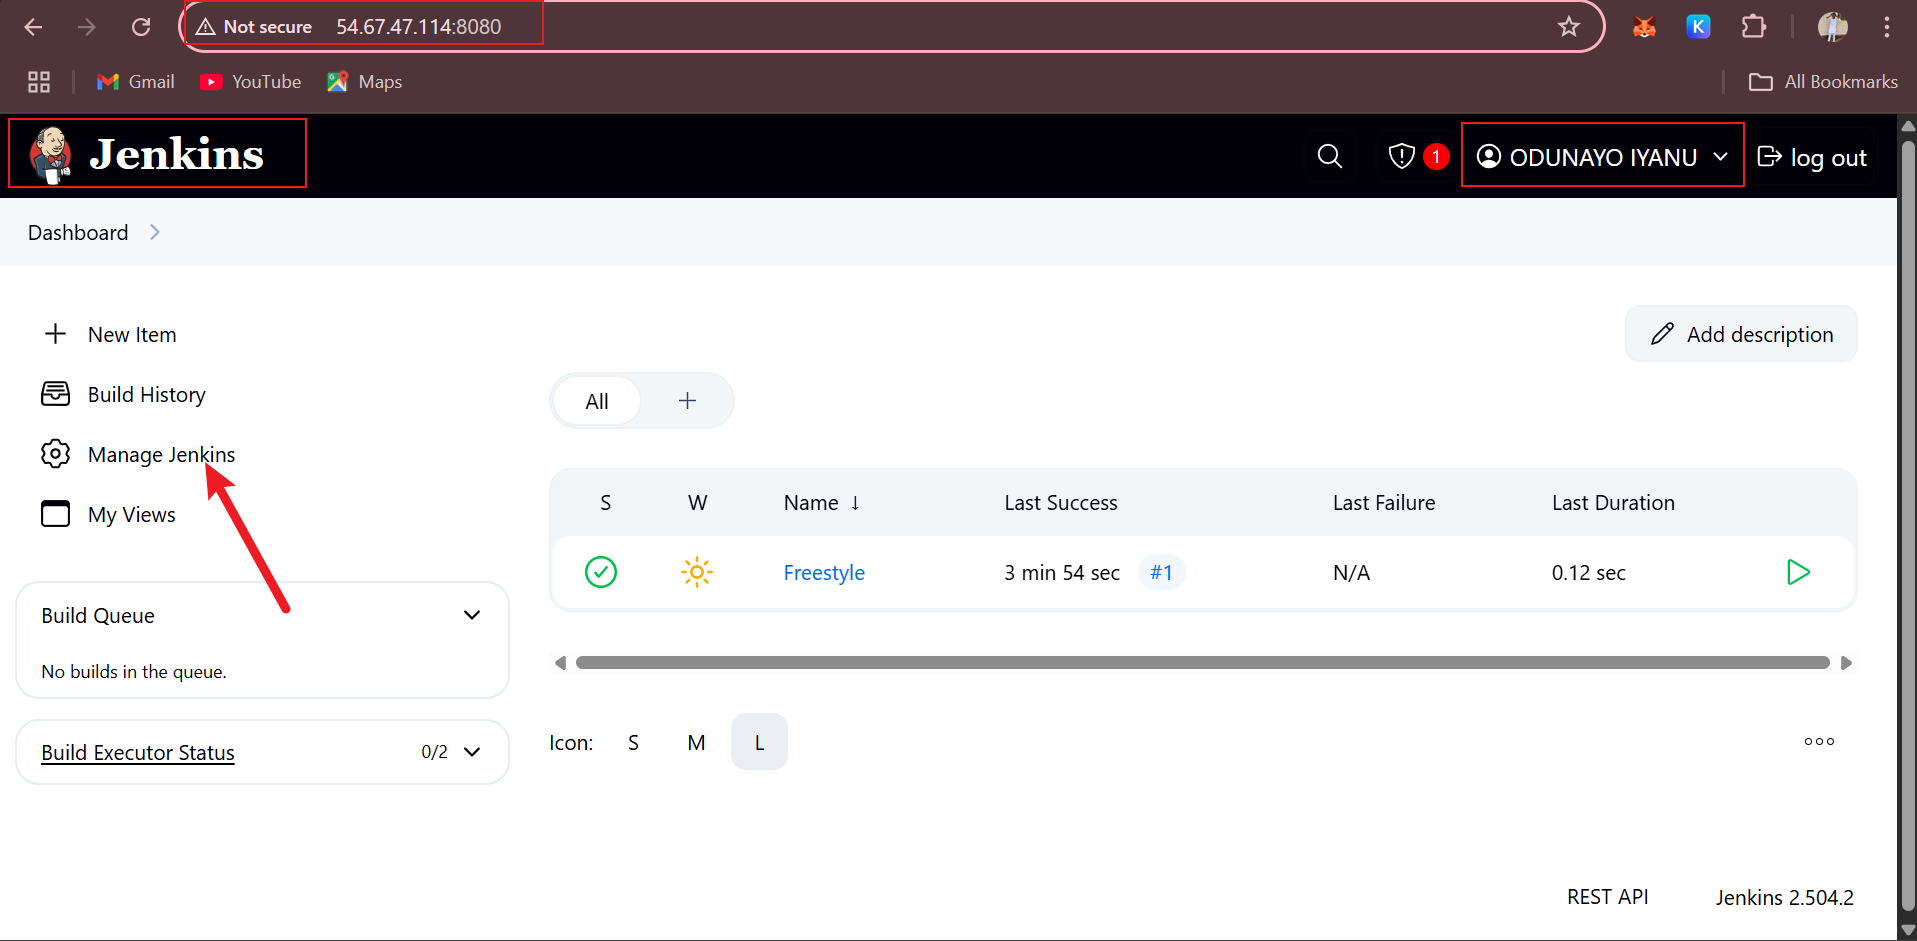 Not secure 54.67.47.114:8080
K
Gmail YouTube Maps All Bookmarks
Jenkins 1 ODUNAYO IYANU log out
Dashboard
New Item
Add description
Build History
All +
Manage Jenkins
My Views
S W Name ↓ Last Success Last Failure Last Duration
Freestyle 3 min 54 sec #1 N/A 0.12 sec
Build Queue
No builds in the queue.
Build Executor Status 0/2
Icon: S M L
REST API Jenkins 2.504.2